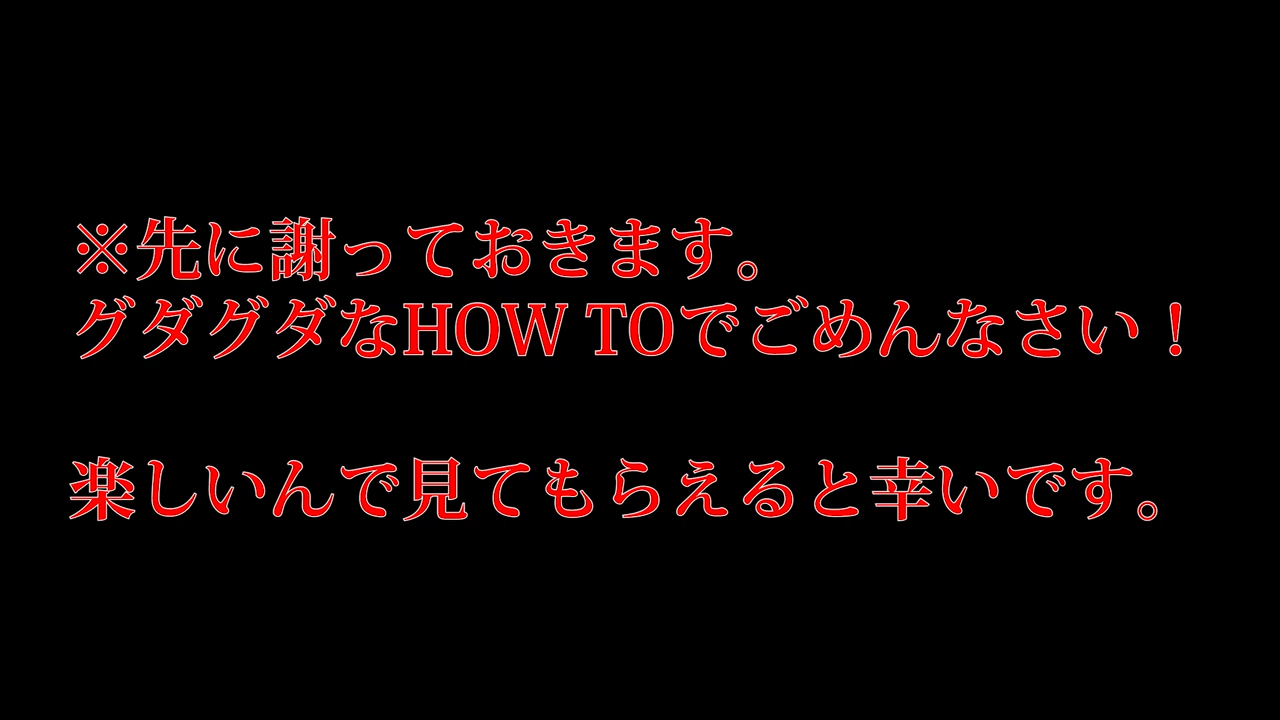 ※先に謝っておきます。
グダグダなHOW TOでごめんなさい！
楽しいんで見てもらえると幸いです。